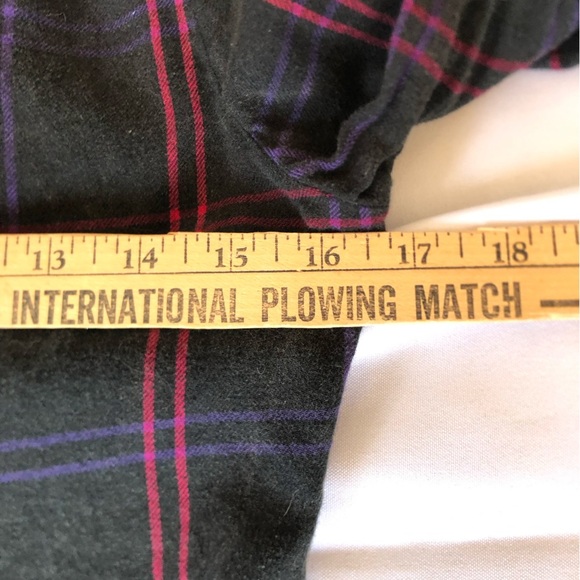 13 14 15 16 17 18
INTERNATIONAL PLOWING MATCH —